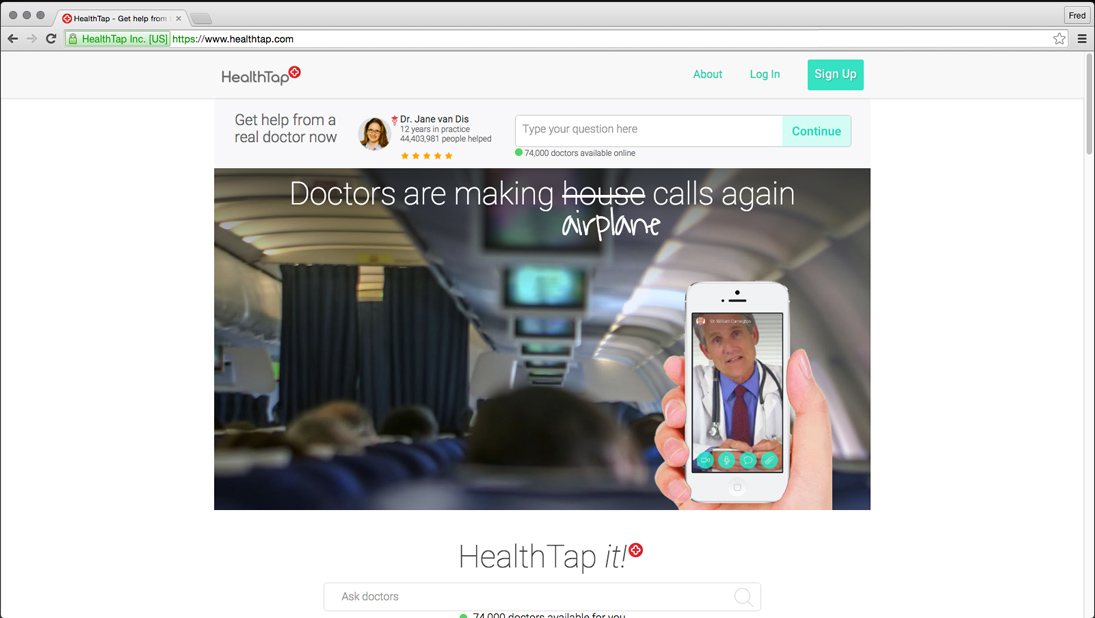 HealthTap - Get help from
Fred
HealthTap Inc. [US]
https://www.healthtap.com
HealthTap
About
Log In
Sign Up
Get help from a
real doctor now
Dr. Jane van Dis
12 years in practice
44,403,981 people helped
Type your question here
Continue
74,000 doctors available online
Doctors are making house calls again
airplane
HealthTap it!
Ask doctors
74,000 doctors available for you